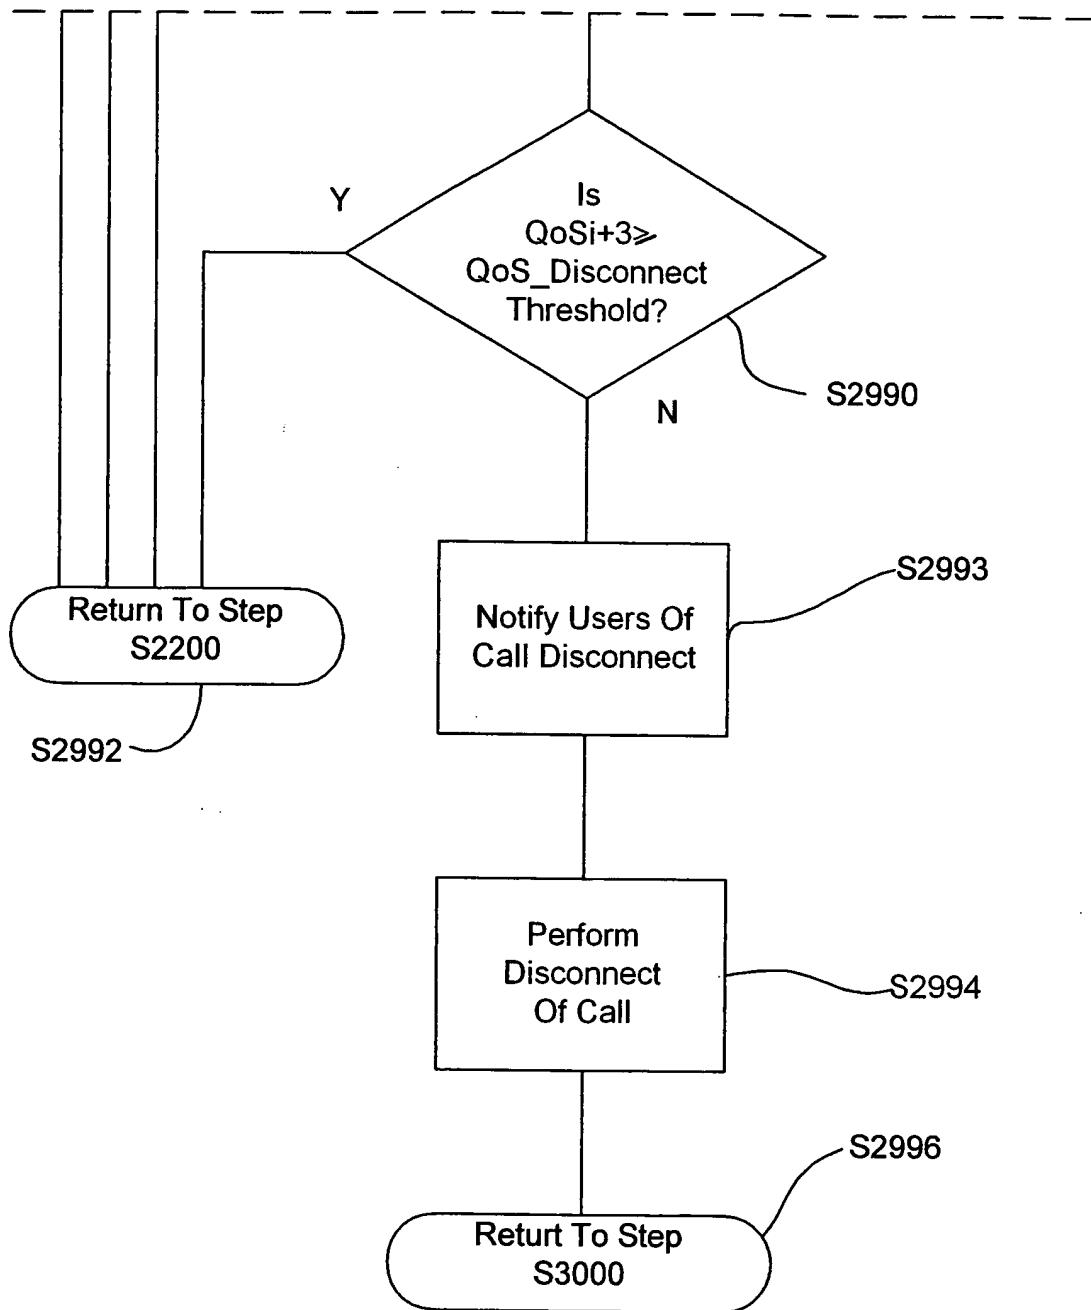 Y
Is
QoSi+3⩾
QoS_Disconnect
Threshold?
S2990
N
S2993
Notify Users Of
Call Disconnect
Return To Step
S2200
S2992
Perform
Disconnect
Of Call
S2994
S2996
Returt To Step
S3000